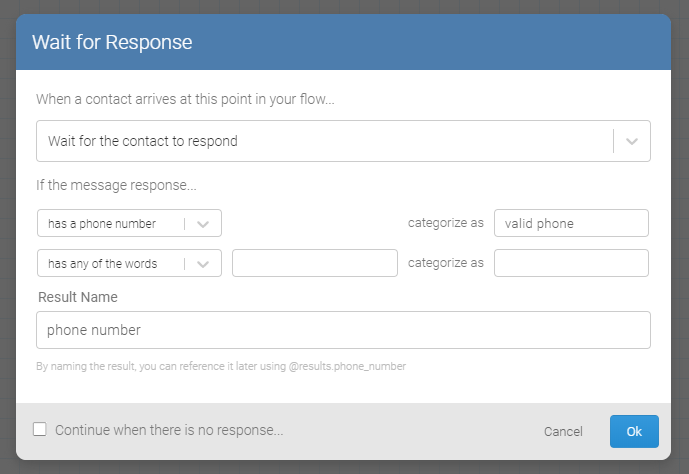 Wait for Response
When a contact arrives at this point in your flow...
Wait for the contact to respond
If the message response...
has a phone number categorize as valid phone
has any of the words categorize as
Result Name
phone number
By naming the result, you can reference it later using @results.phone_number
Continue when there is no response... Cancel Ok